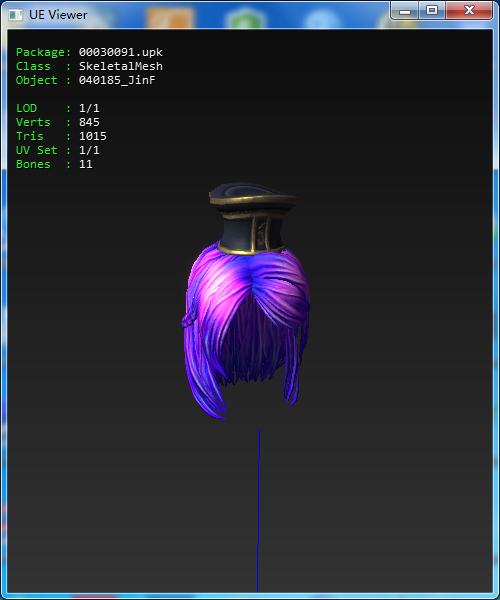 UE Viewer
Package: 00030091.upk
Class : SkeletalMesh
Object : 040185_JinF
LOD : 1/1
Verts : 845
Tris : 1015
UV Set : 1/1
Bones : 11